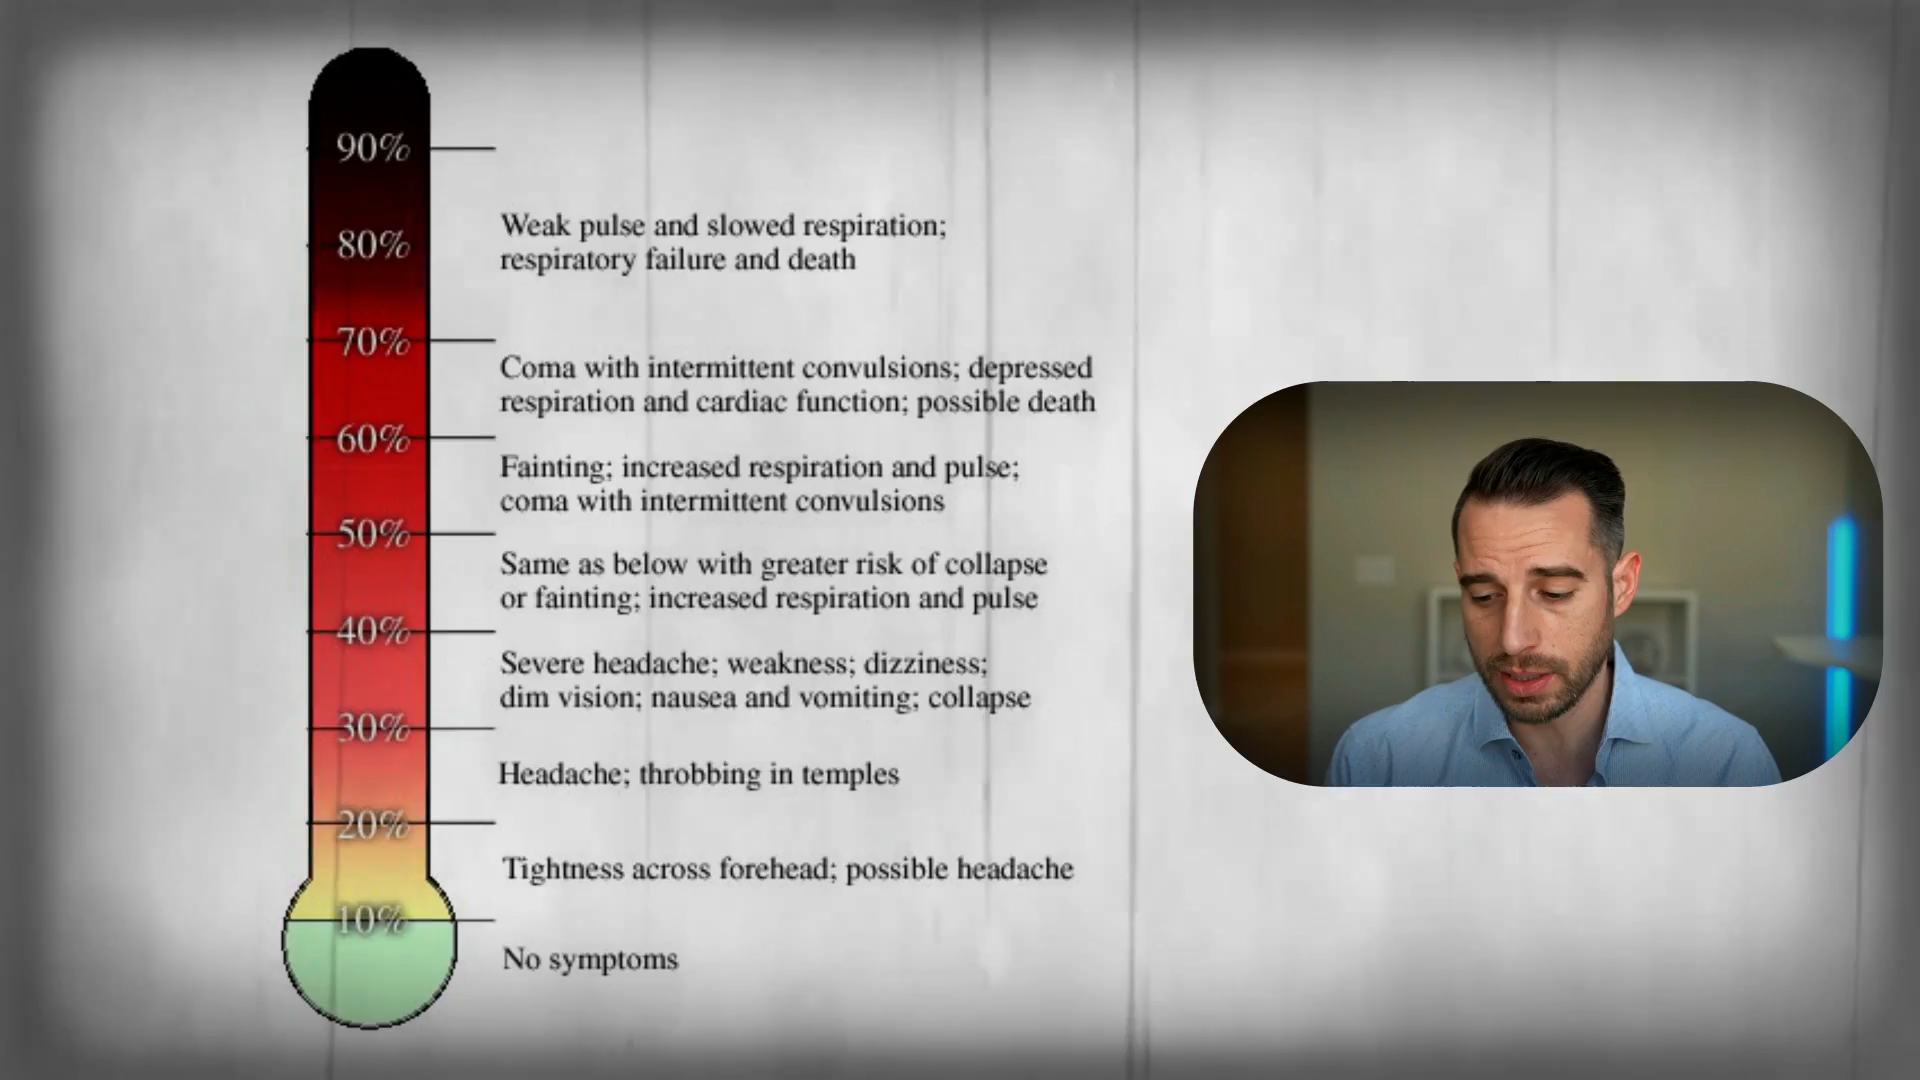 90%
Weak pulse and slowed respiration;
80%
respiratory failure and death
70%
Coma with intermittent convulsions; depressed
respiration and cardiac function; possible death
60%
Fainting; increased respiration and pulse;
coma with intermittent convulsions
50%
Same as below with greater risk of collapse
or fainting; increased respiration and pulse
40%
Severe headache; weakness; dizziness;
dim vision; nausea and vomiting; collapse
30%
Headache; throbbing in temples
20%
Tightness across forehead; possible headache
10%
No symptoms